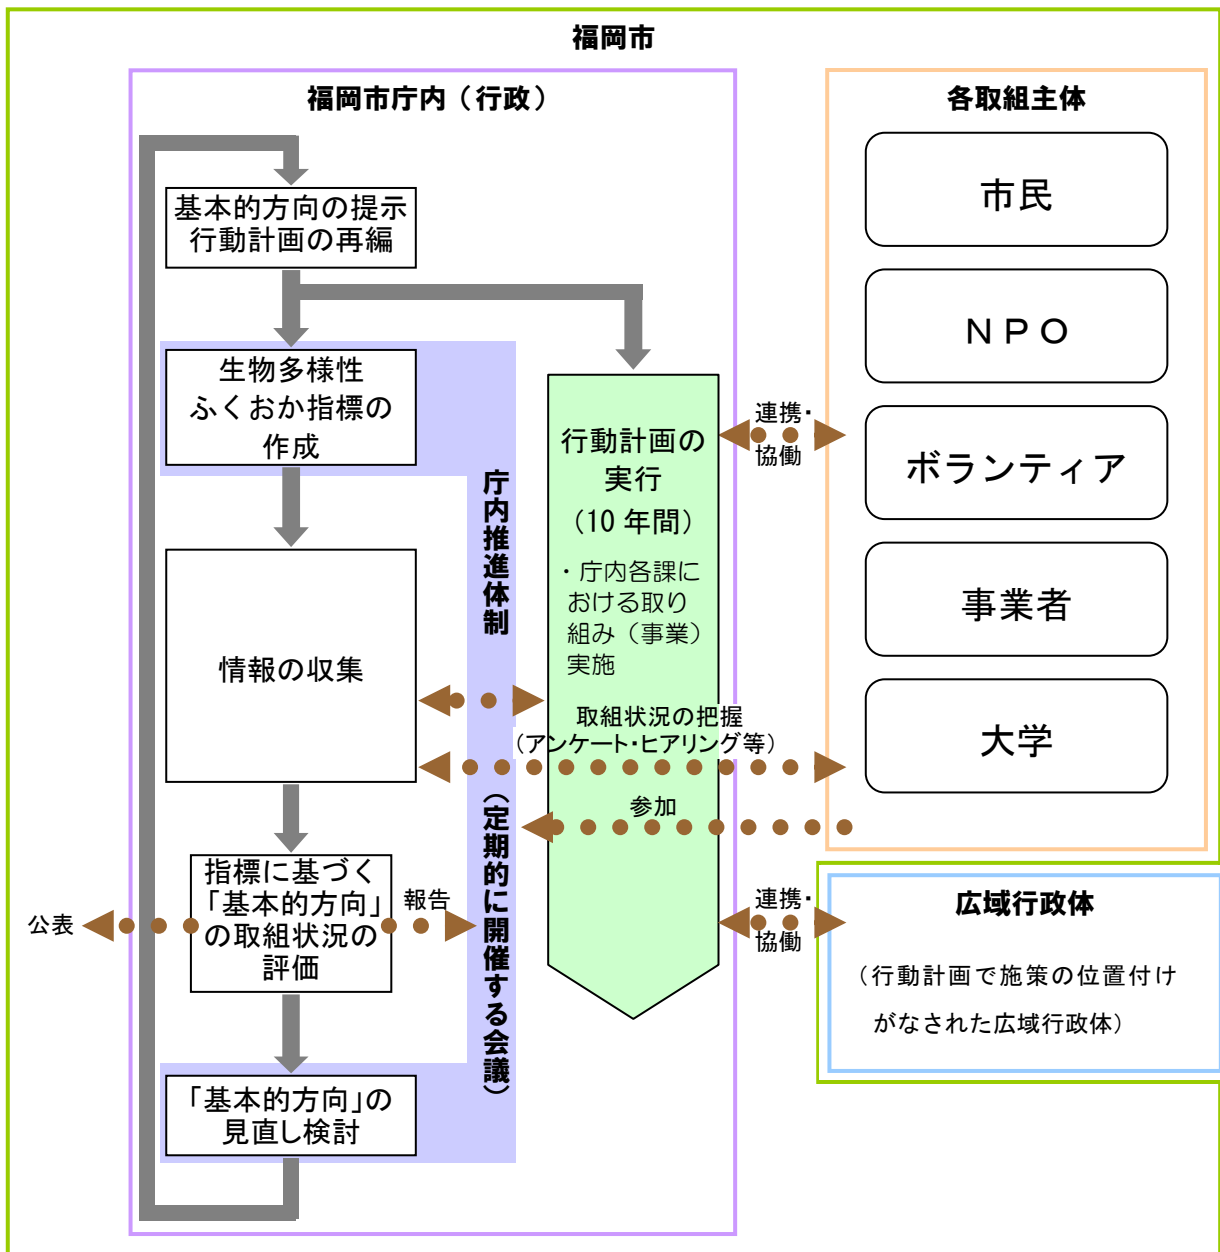 福岡市
福岡市庁内（行政）
基本的方向の提示
行動計画の再編
生物多様性
ふくおか指標の
作成
情報の収集
指標に基づく
「基本的方向」
の取組状況の
評価
「基本的方向」の
見直し検討
公表
報告
庁内推進体制
（定期的に開催する会議）
行動計画の
実行
（10 年間）
・庁内各課に
おける取り
組み（事業）
実施
取組状況の把握
（アンケート・ヒアリング等）
参加
連携・
協働
連携・
協働
各取組主体
市民
ＮＰＯ
ボランティア
事業者
大学
広域行政体
（行動計画で施策の位置付け
がなされた広域行政体）